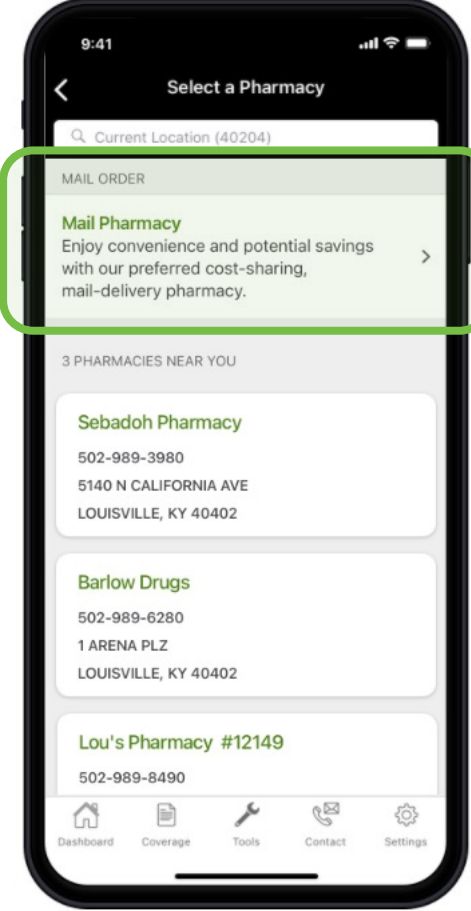 9:41
Select a Pharmacy
Current Location (40204)
MAIL ORDER
Mail Pharmacy
Enjoy convenience and potential savings
with our preferred cost-sharing,
mail-delivery pharmacy.
3 PHARMACIES NEAR YOU
Sebadoh Pharmacy
502-989-3980
5140 N CALIFORNIA AVE
LOUISVILLE, KY 40402
Barlow Drugs
502-989-6280
1 ARENA PLZ
LOUISVILLE, KY 40402
Lou's Pharmacy #12149
502-989-8490
Dashboard Coverage Tools Contact Settings